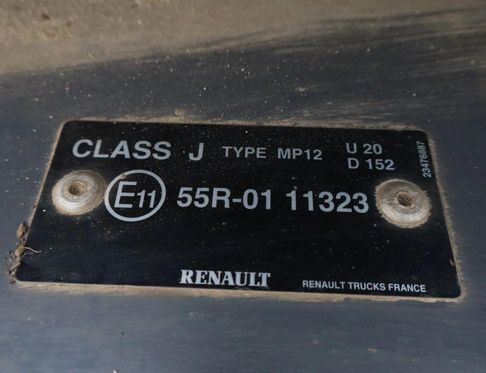 CLASS J TYPE MP12 U 20
D 152
E11 55R-01 11323
23476887
RENAULT
RENAULT TRUCKS FRANCE